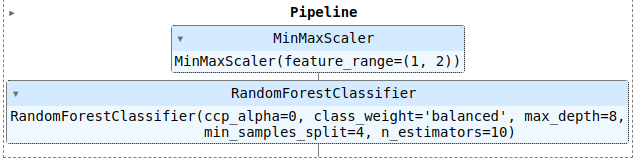 Pipeline
MinMaxScaler
MinMaxScaler(feature_range=(1, 2))
RandomForestClassifier
RandomForestClassifier(ccp_alpha=0, class_weight='balanced', max_depth=8,
min_samples_split=4, n_estimators=10)